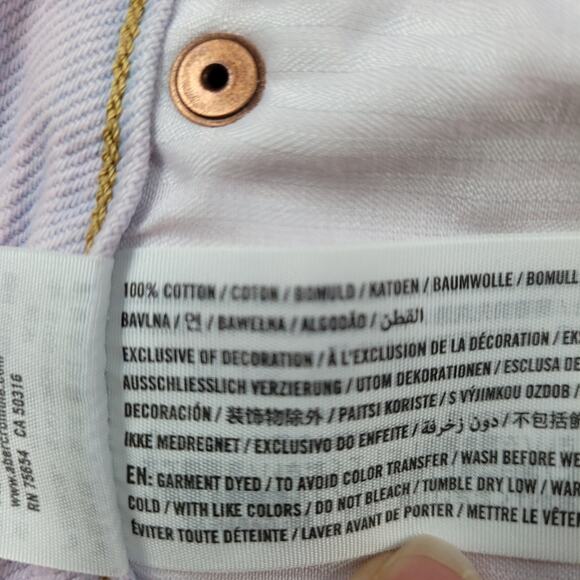 100% COTTON / COTON / BOMULD / KATOEN / BAUMWOLLE / BOMULL
BAVLNA / 면 / BAWEŁNA / ALGODÃO / القطن
EXCLUSIVE OF DECORATION / À L'EXCLUSION DE LA DÉCORATION /
AUSSCHLIESSLICH VERZIERUNG / UTOM DEKORATIONEN / ESCLUSA DE
DECORACIÓN / 装饰物除外 / PAITSI KORISTE / S VÝJIMKOU OZDOB /
IKKE MEDREGNET / EXCLUSIVO DO ENFEITE / دون زخرفة / 不包括
EN: GARMENT DYED / TO AVOID COLOR TRANSFER / WASH BEFORE
COLD / WITH LIKE COLORS / DO NOT BLEACH / TUMBLE DRY LOW /
ÉVITER TOUTE DÉTEINTE / LAVER AVANT DE PORTER / METTRE LE
RN 75654 CA 50316